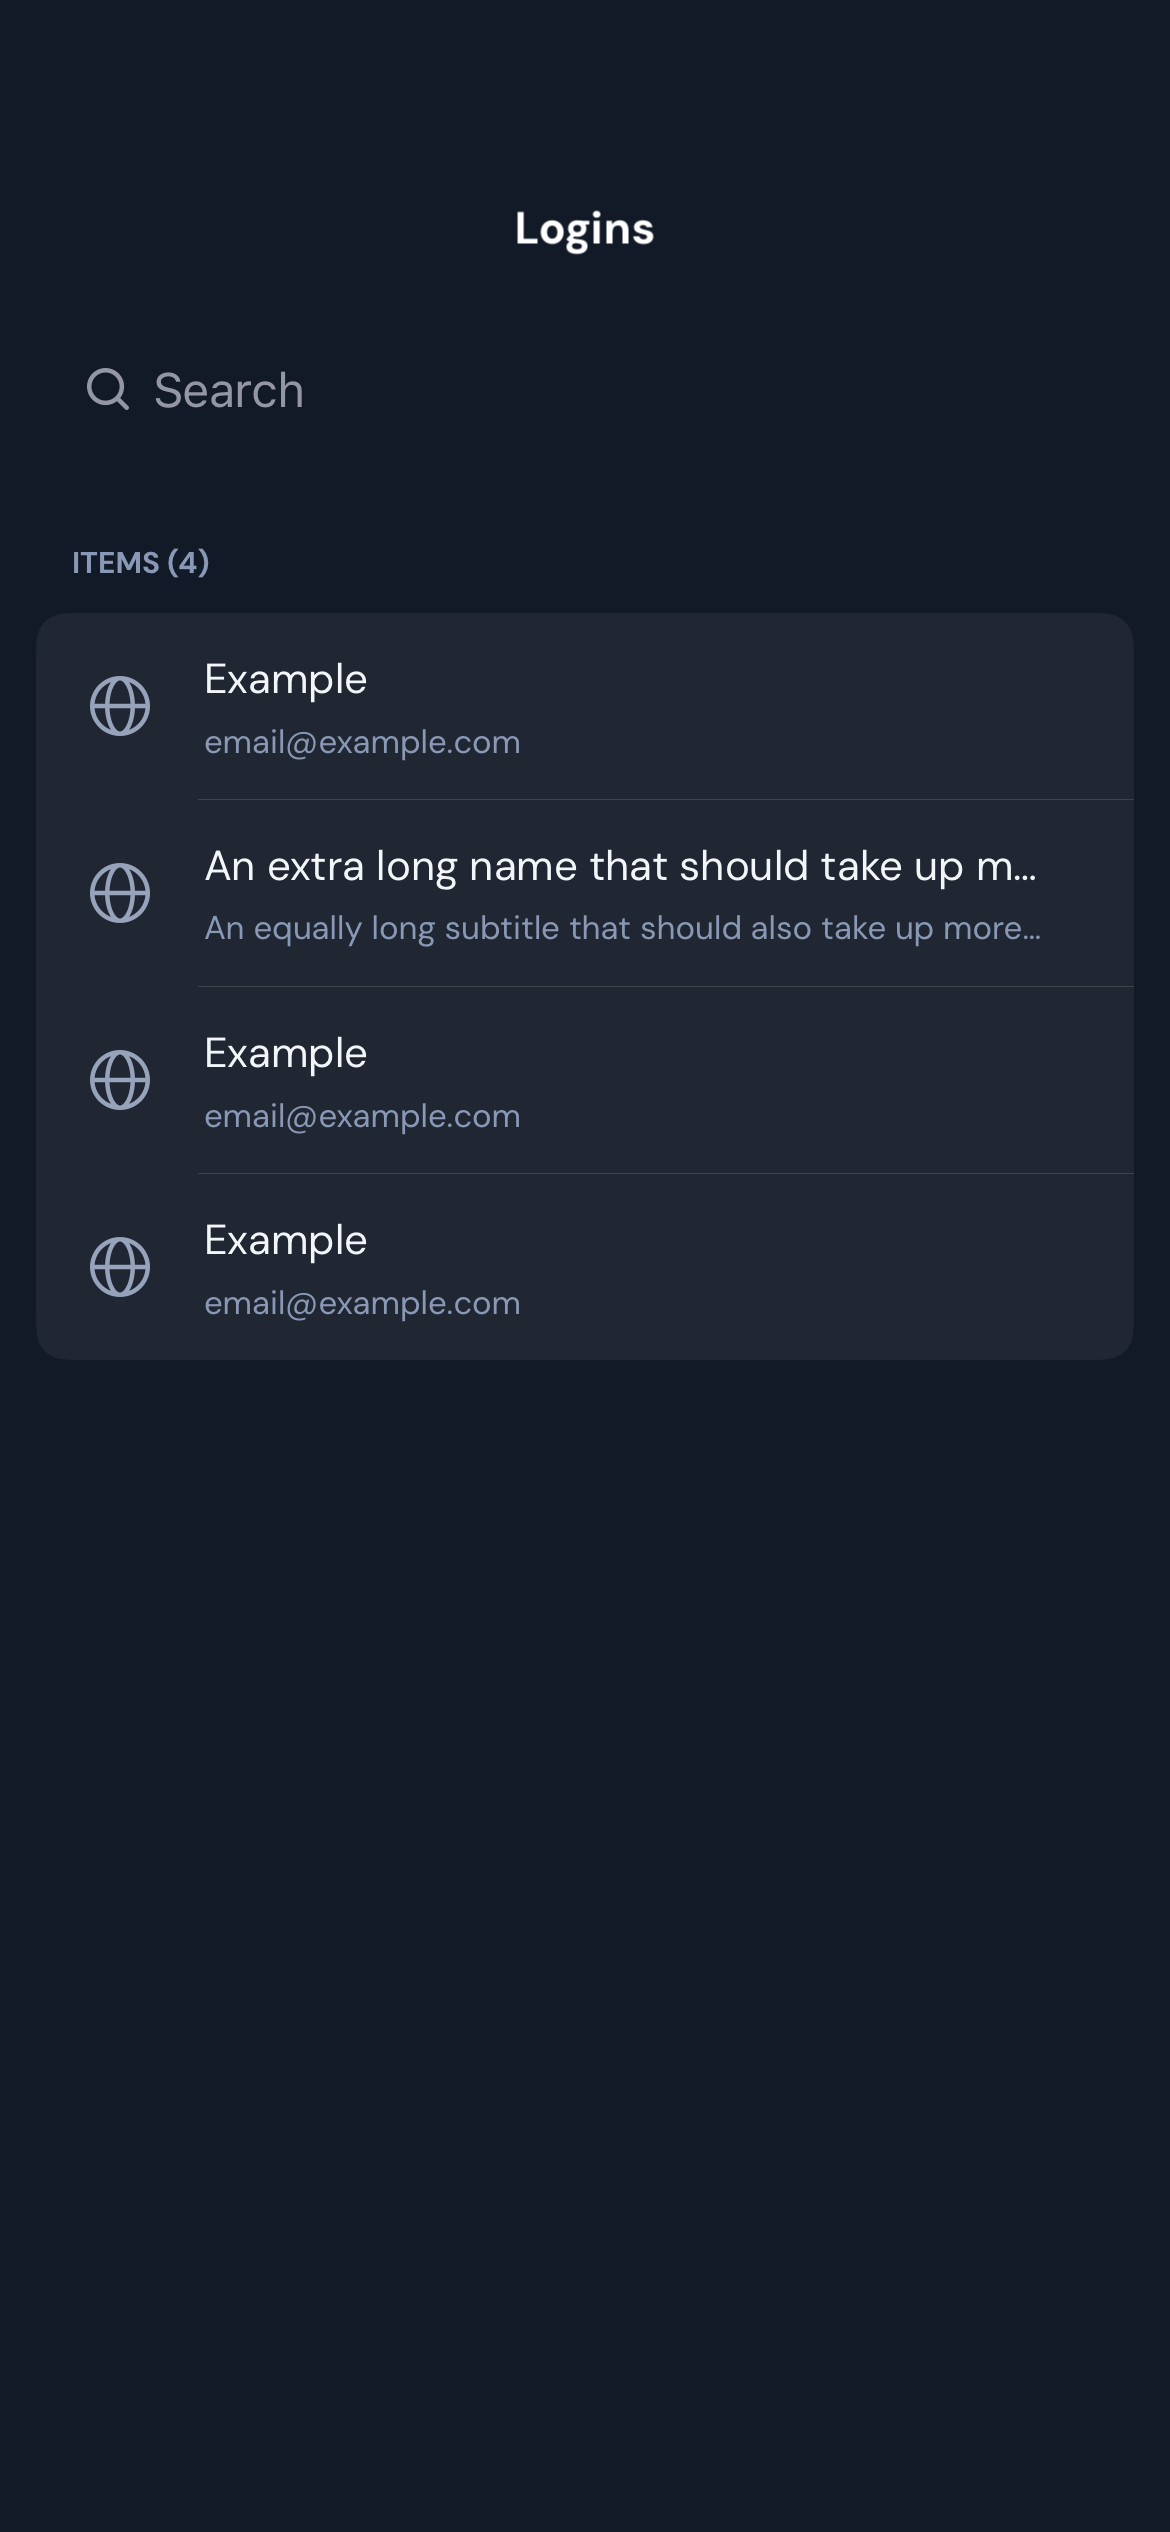 Logins
Search
ITEMS (4)
Example
email@example.com
An extra long name that should take up m...
An equally long subtitle that should also take up more...
Example
email@example.com
Example
email@example.com